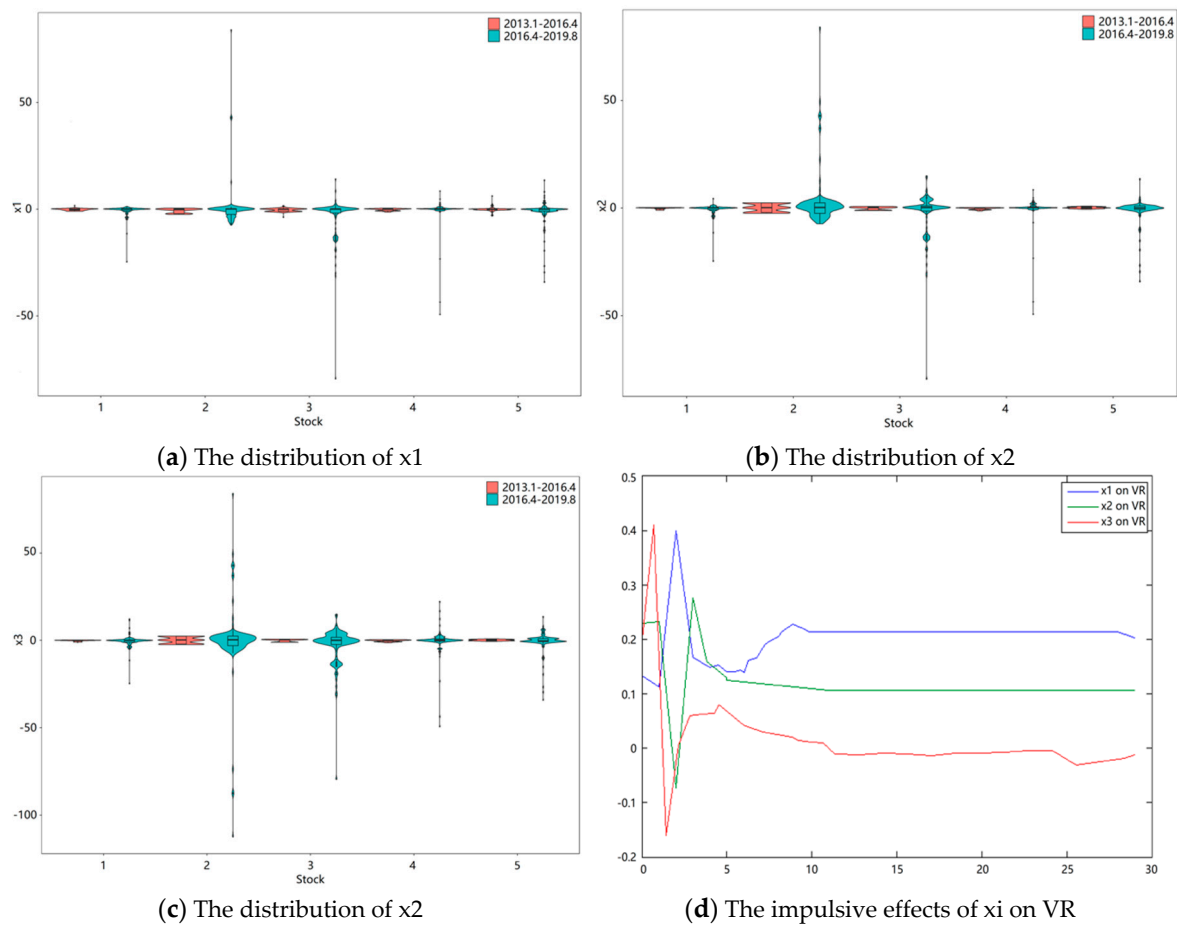 2013.1-2016.4
2016.4-2019.8
50
0
-50
x1
1 2 3 4 5
Stock
(a) The distribution of x1
2013.1-2016.4
2016.4-2019.8
50
0
-50
x2
1 2 3 4 5
Stock
(b) The distribution of x2
2013.1-2016.4
2016.4-2019.8
50
0
-50
-100
x3
1 2 3 4 5
Stock
(c) The distribution of x2
x1 on VR
x2 on VR
x3 on VR
0.5
0.4
0.3
0.2
0.1
0
-0.1
-0.2
0 5 10 15 20 25 30
(d) The impulsive effects of xi on VR